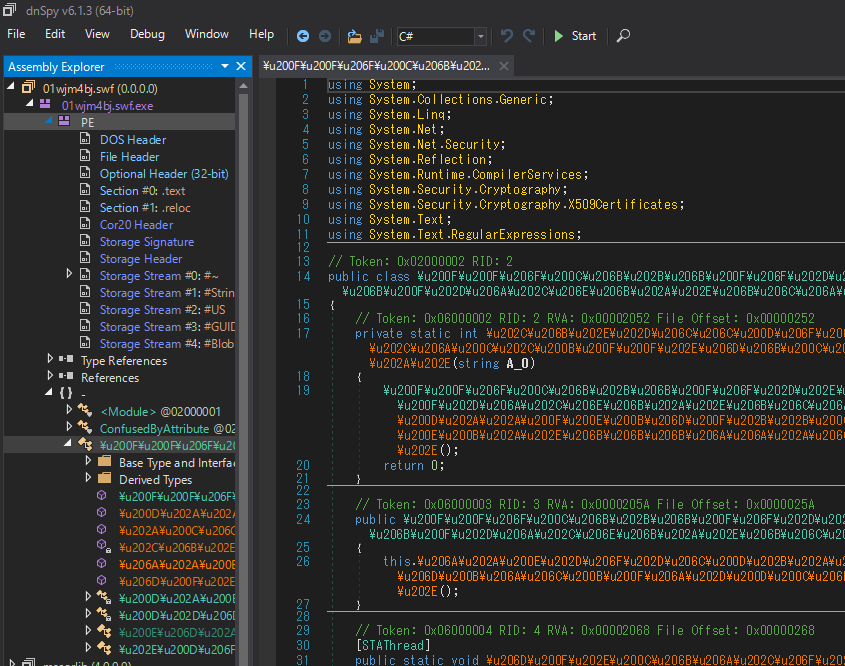 dnSpy v6.1.3 (64-bit)
File Edit View Debug Window Help C# Start
Assembly Explorer
¥u200F¥u200F¥u206F¥u200C¥u206B¥u202...
01wjm4bj.swf (0.0.0.0)
01wjm4bj.swf.exe
PE
DOS Header
File Header
Optional Header (32-bit)
Section #0: .text
Section #1: .reloc
Cor20 Header
Storage Signature
Storage Header
Storage Stream #0: #~
Storage Stream #1: #Strin
Storage Stream #2: #US
Storage Stream #3: #GUID
Storage Stream #4: #Blob
Type References
References
{ } -
<Module> @02000001
ConfusedByAttribute @02
¥u200F¥u200F¥u206F¥u20
Base Type and Interfa
Derived Types
¥u200F¥u200F¥u206F¥
¥u200D¥u202A¥u202A
¥u202A¥u200C¥u206C
¥u202C¥u206B¥u202E
¥u206A¥u202A¥u200E
¥u206D¥u200F¥u202E
¥u200D¥u202A¥u200E
¥u200D¥u202D¥u206D
¥u200E¥u206D¥u202A
¥u202E¥u200D¥u206F
1 using System;
2 using System.Collections.Generic;
3 using System.Linq;
4 using System.Net;
5 using System.Net.Security;
6 using System.Reflection;
7 using System.Runtime.CompilerServices;
8 using System.Security.Cryptography;
9 using System.Security.Cryptography.X509Certificates;
10 using System.Text;
11 using System.Text.RegularExpressions;
12
13 // Token: 0x02000002 RID: 2
14 public class ¥u200F¥u200F¥u206F¥u200C¥u206B¥u202B¥u206B¥u200F¥u206F¥u202D¥u2
¥u206B¥u200F¥u202D¥u206A¥u202C¥u206E¥u206B¥u202A¥u202E¥u206B¥u206C¥u206A¥
15 {
16 // Token: 0x06000002 RID: 2 RVA: 0x00002052 File Offset: 0x00000252
17 private static int ¥u202C¥u206B¥u202E¥u202D¥u206C¥u206C¥u200D¥u206F¥u200
¥u202C¥u206A¥u200C¥u202C¥u200B¥u200F¥u200F¥u202E¥u206D¥u206B¥u200C¥u20
¥u202A¥u202E(string A_0)
18 {
19 ¥u200F¥u200F¥u206F¥u200C¥u206B¥u202B¥u206B¥u200F¥u206F¥u202D¥u202E¥u
¥u200F¥u202D¥u206A¥u202C¥u206E¥u206B¥u202A¥u202E¥u206B¥u206C¥u206A
¥u200D¥u202A¥u202A¥u200F¥u206E¥u200B¥u206D¥u200F¥u202B¥u202B¥u20
¥u200E¥u200B¥u202A¥u202E¥u206B¥u206B¥u206A¥u206B¥u200C¥u202A¥u200C
¥u202E();
20 return 0;
21 }
22
23 // Token: 0x06000003 RID: 3 RVA: 0x0000205A File Offset: 0x0000025A
24 public ¥u200F¥u200F¥u206F¥u200C¥u206B¥u202B¥u206B¥u200F¥u206F¥u202D¥u202
¥u206B¥u200F¥u202D¥u206A¥u202C¥u206E¥u206B¥u202A¥u202E¥u206B¥u206C¥u20
25 {
26 this.¥u206A¥u202A¥u200E¥u202D¥u206F¥u202D¥u206C¥u200D¥u202B¥u202A¥u2
¥u206D¥u200B¥u206A¥u206C¥u200B¥u200F¥u206A¥u202D¥u200D¥u200C¥u206F
¥u202E();
27 }
28
29 // Token: 0x06000004 RID: 4 RVA: 0x00002068 File Offset: 0x00000268
30 [STAThread]
31 public static void ¥u206D¥u200F¥u202E¥u202E¥u200C¥u206B¥u202A¥u202C¥u206F